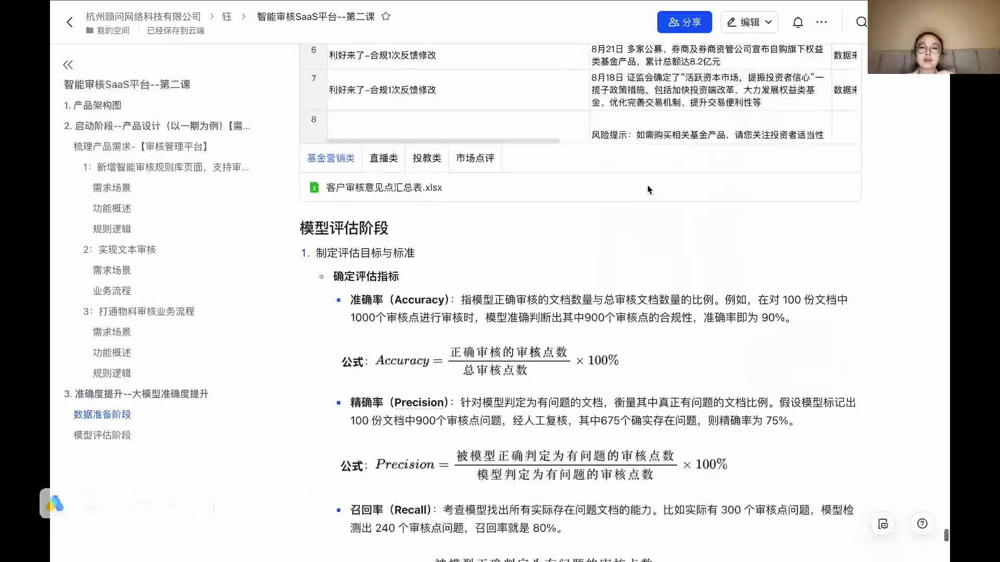 杭州顾问网络科技有限公司 > 钰 > 智能审核SaaS平台--第二课
我的空间 已经保存到云端
分享
编辑
智能审核SaaS平台--第二课
1. 产品架构图
2. 启动阶段--产品设计（以一期为例）【需...
梳理产品需求-【审核管理平台】
1：新增智能审核规则库页面，支持审...
需求场景
功能概述
规则逻辑
2：实现文本审核
需求场景
业务流程
3：打通物料审核业务流程
需求场景
功能概述
规则逻辑
3. 准确度提升--大模型准确度提升
数据准备阶段
模型评估阶段
6 利好来了–合规1次反馈修改
8月21日 多家公募、券商及券商资管公司宣布自购旗下权益
类基金产品，累计总额达8.2亿元
数据来
7 利好来了–合规1次反馈修改
8月18日 证监会确定了“活跃资本市场，提振投资者信心”一
揽子政策措施，包括加快投资端改革、大力发展权益类基
金、优化完善交易机制、提升交易便利性等
数据来
8
风险提示：如需购买相关基金产品，请您关注投资者适当性
基金营销类 直播类 投教类 市场点评
客户审核意见点汇总表.xlsx
模型评估阶段
1. 制定评估目标与标准
确定评估指标
准确率（Accuracy）：指模型正确审核的文档数量与总审核文档数量的比例。例如，在对 100 份文档中
1000个审核点进行审核时，模型准确判断出其中900个审核点的合规性，准确率即为 90%。
公式：Accuracy = 正确审核的审核点数 / 总审核点数 × 100%
精确率（Precision）：针对模型判定为有问题的文档，衡量其中真正有问题的文档比例。假设模型标记出
100 份文档中900个审核点问题，经人工复核，其中675个确实存在问题，则精确率为 75%。
公式：Precision = 被模型正确判定为有问题的审核点数 / 模型判定为有问题的审核点数 × 100%
召回率（Recall）：考查模型找出所有实际存在问题文档的能力。比如实际有 300 个审核点问题，模型检
测出 240 个审核点问题，召回率就是 80%。